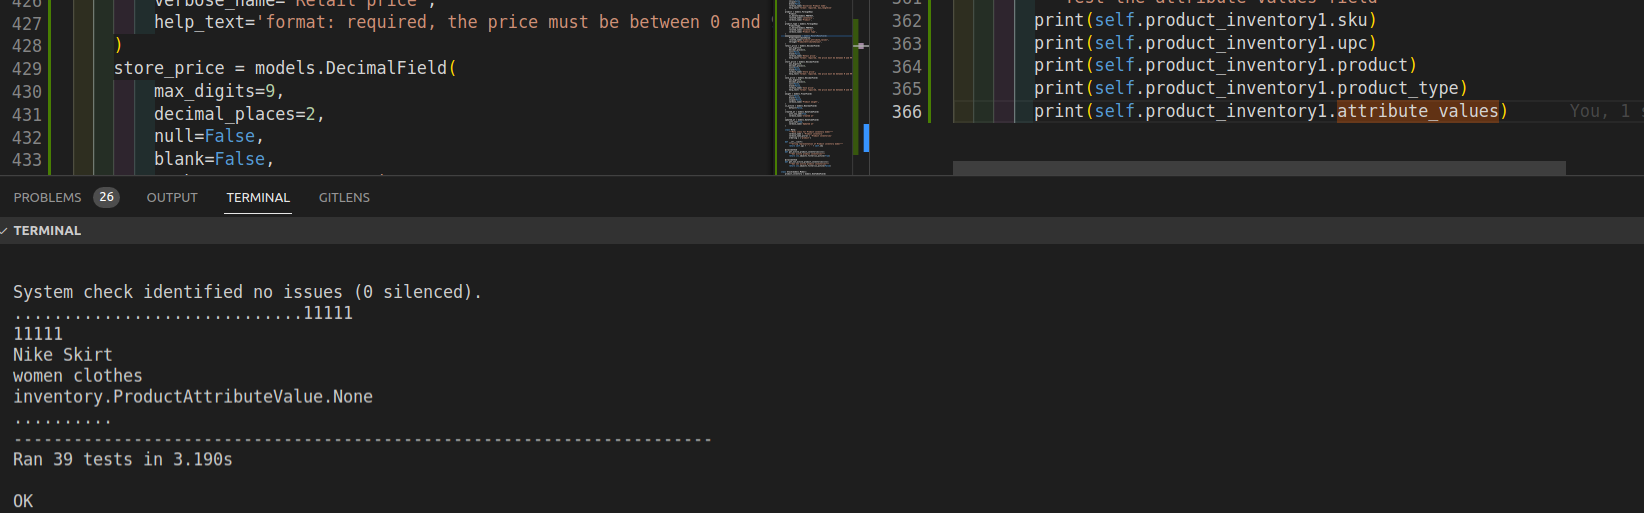 426 verbose_name="Retail price",
427 help_text='format: required, the price must be between 0 and
428 )
429 store_price = models.DecimalField(
430 max_digits=9,
431 decimal_places=2,
432 null=False,
433 blank=False,
361 "Test the attribute values field"
362 print(self.product_inventory1.sku)
363 print(self.product_inventory1.upc)
364 print(self.product_inventory1.product)
365 print(self.product_inventory1.product_type)
366 print(self.product_inventory1.attribute_values) You, 1 s
PROBLEMS 26 OUTPUT TERMINAL GITLENS
TERMINAL
System check identified no issues (0 silenced).
.............................11111
11111
Nike Skirt
women clothes
inventory.ProductAttributeValue.None
..........
----------------------------------------------------------------------
Ran 39 tests in 3.190s
OK